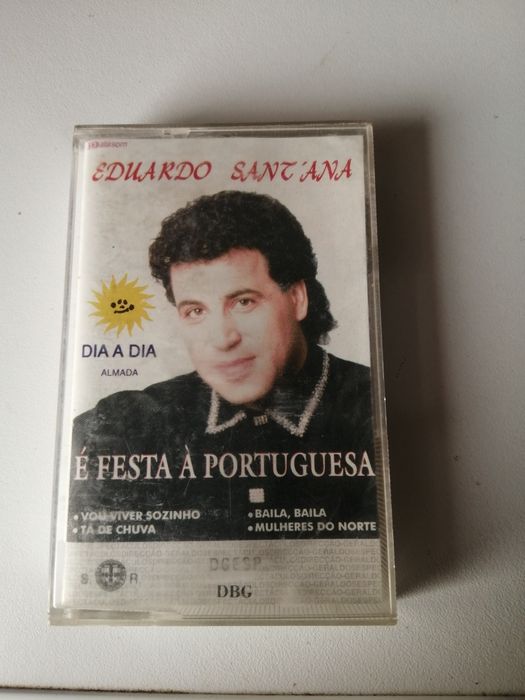 EDUARDO SANT'ANA
DIA A DIA
ALMADA
É FESTA À PORTUGUESA
• VOU VIVER SOZINHO
• TÁ DE CHUVA
• BAILA, BAILA
• MULHERES DO NORTE
DGESP
S R
DBG